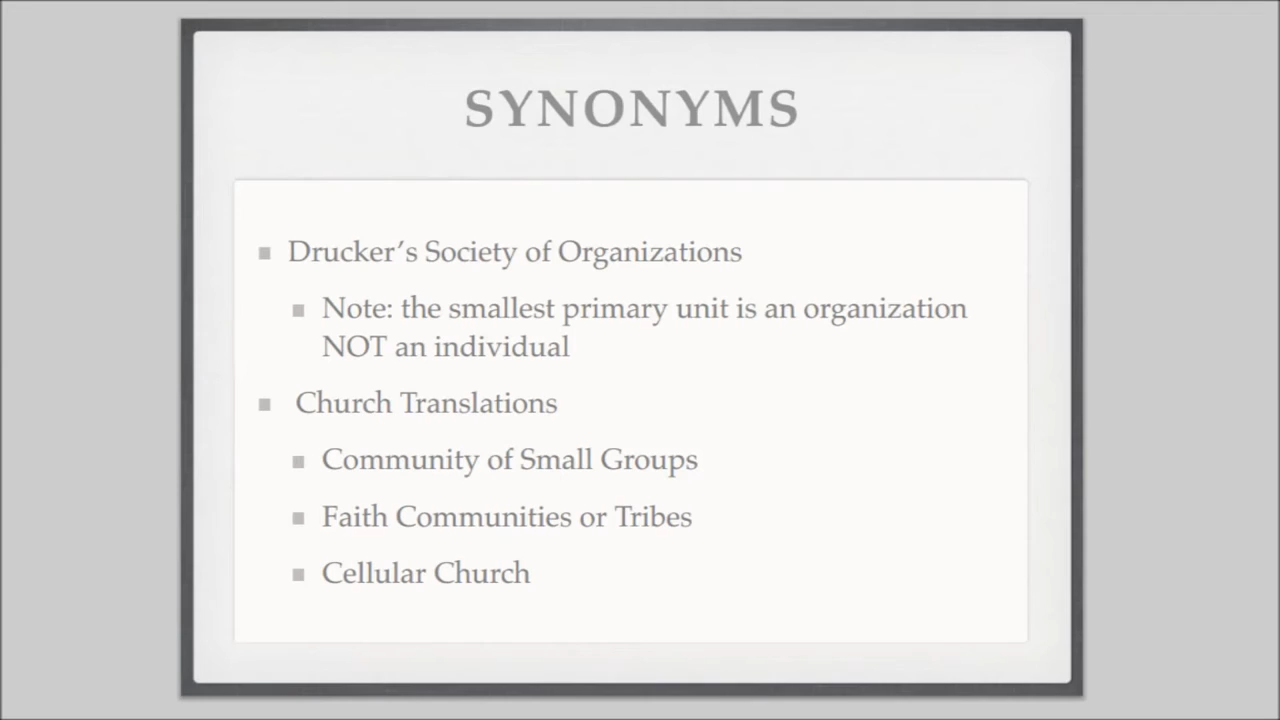 SYNONYMS
Drucker's Society of Organizations
Note: the smallest primary unit is an organization
NOT an individual
Church Translations
Community of Small Groups
Faith Communities or Tribes
Cellular Church